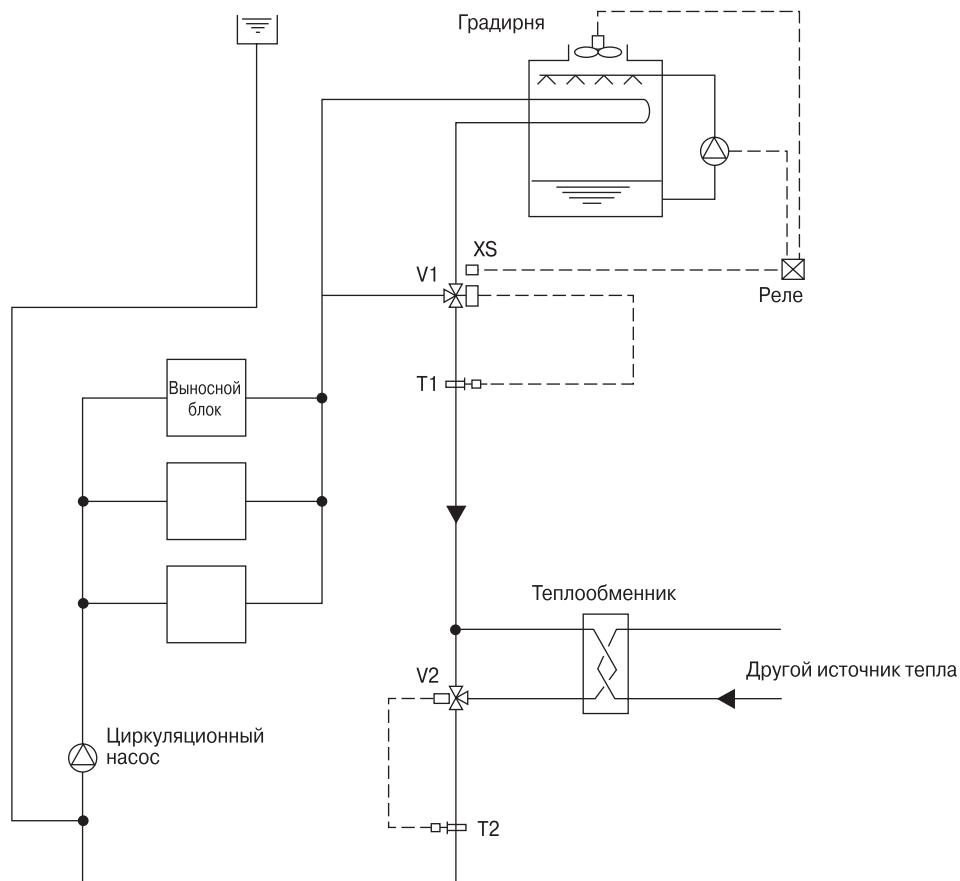 Градирня
XS
V1
Реле
T1
Выносной
блок
Теплообменник
V2
Другой источник тепла
Циркуляционный
насос
T2